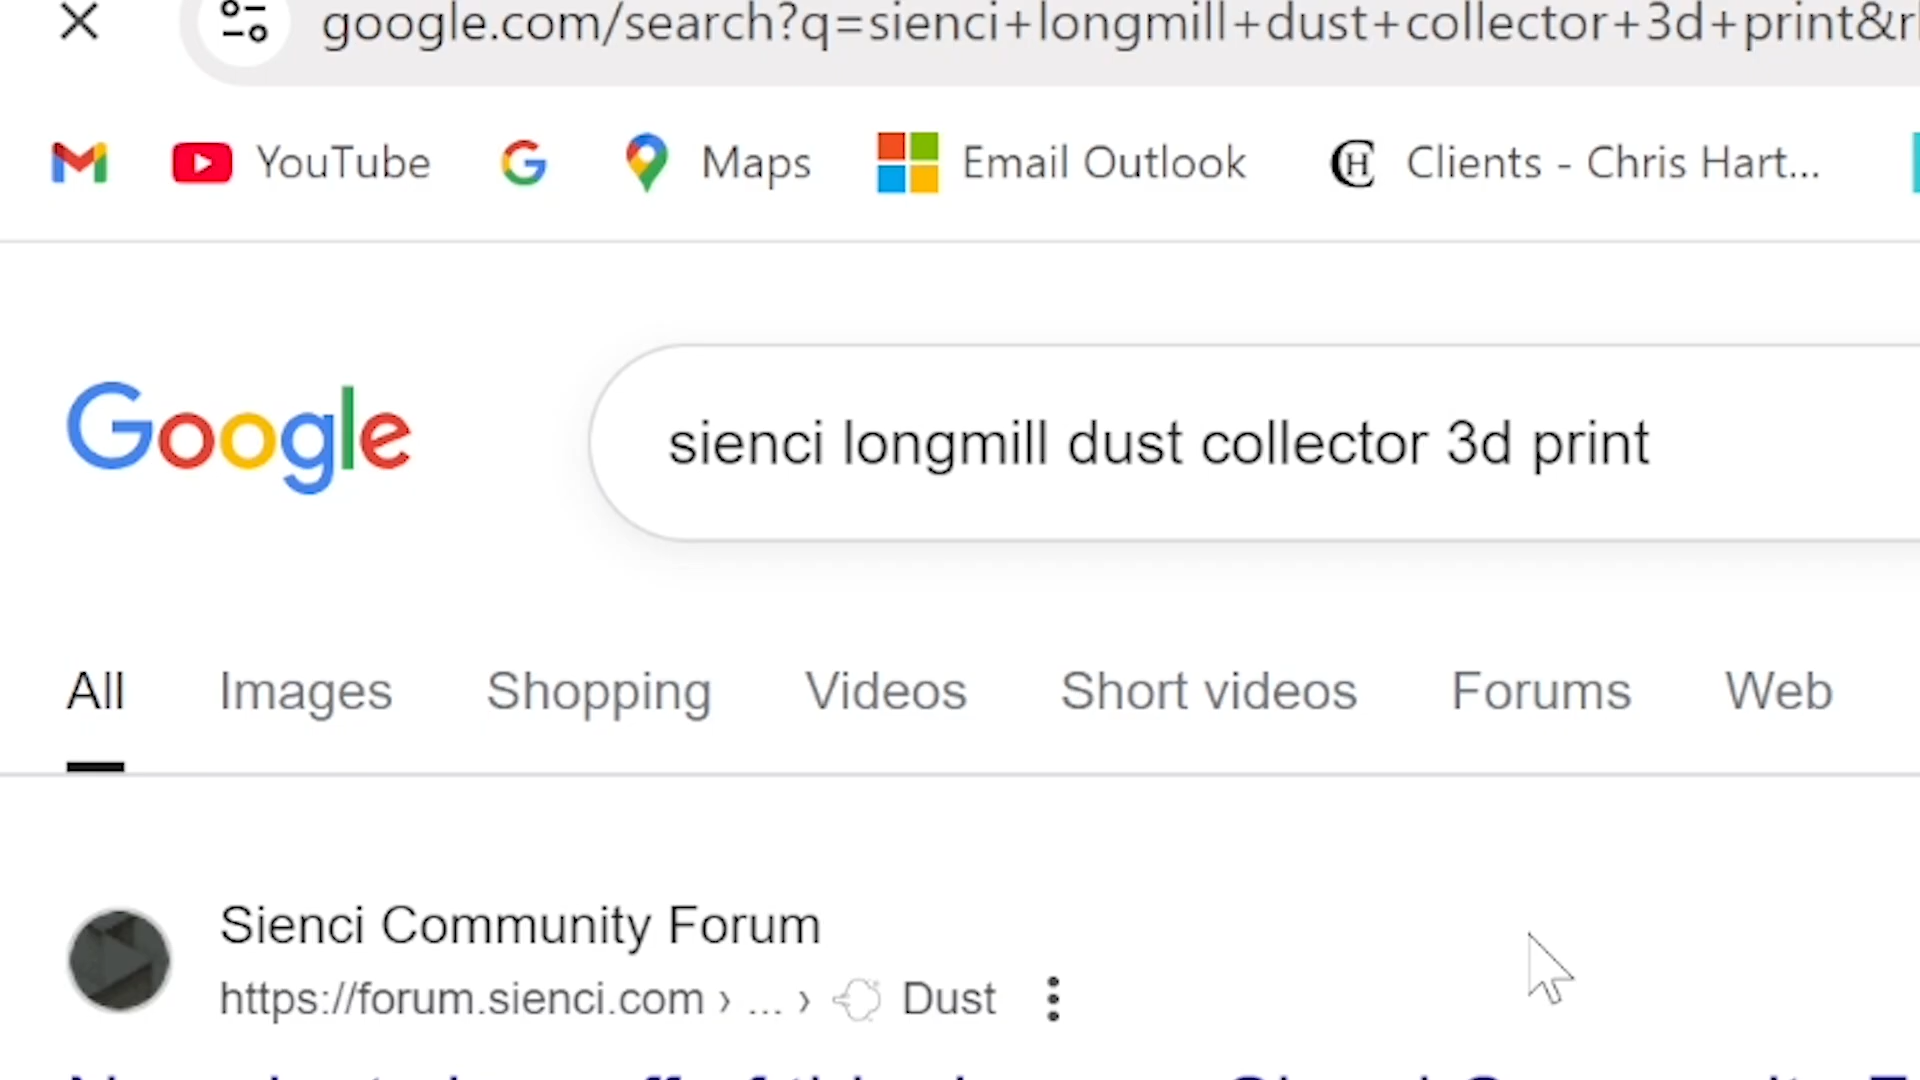 google.com/search?q=sienci+longmill+dust+collector+3d+print&r
YouTube Maps Email Outlook Clients - Chris Hart...
Google sienci longmill dust collector 3d print
All Images Shopping Videos Short videos Forums Web
Sienci Community Forum
https://forum.sienci.com › ... › Dust